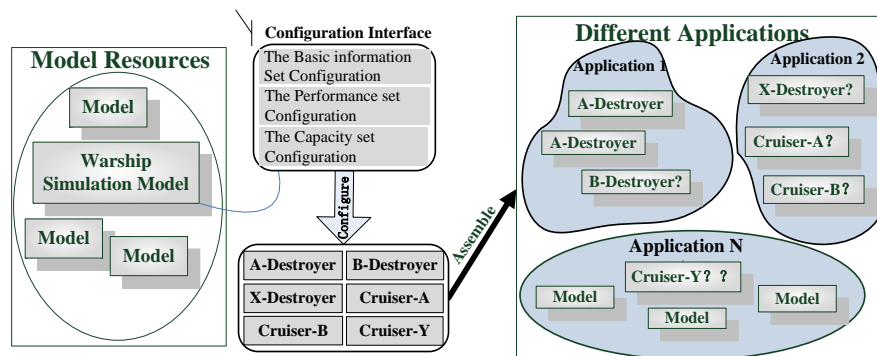 Model Resources
Model
Warship
Simulation Model
Model
Model
Configuration Interface
The Basic information
Set Configuration
The Performance set
Configuration
The Capacity set
Configuration
Configure
A-Destroyer
B-Destroyer
X-Destroyer
Cruiser-A
Cruiser-B
Cruiser-Y
Assemble
Different Applications
Application 1
A-Destroyer
A-Destroyer
B-Destroyer?
Application 2
X-Destroyer?
Cruiser-A？
Cruiser-B？
Application N
Cruiser-Y？？
Model
Model
Model